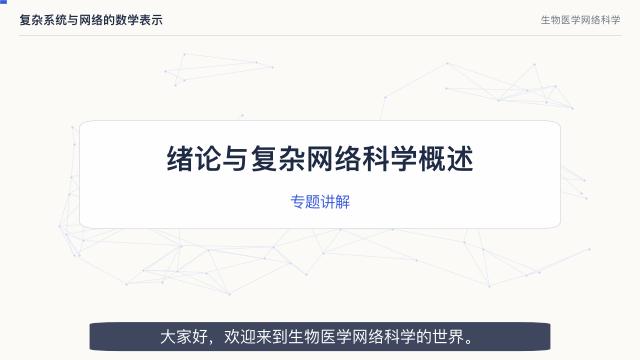 复杂系统与网络的数学表示
生物医学网络科学
绪论与复杂网络科学概述
专题讲解
大家好，欢迎来到生物医学网络科学的世界。